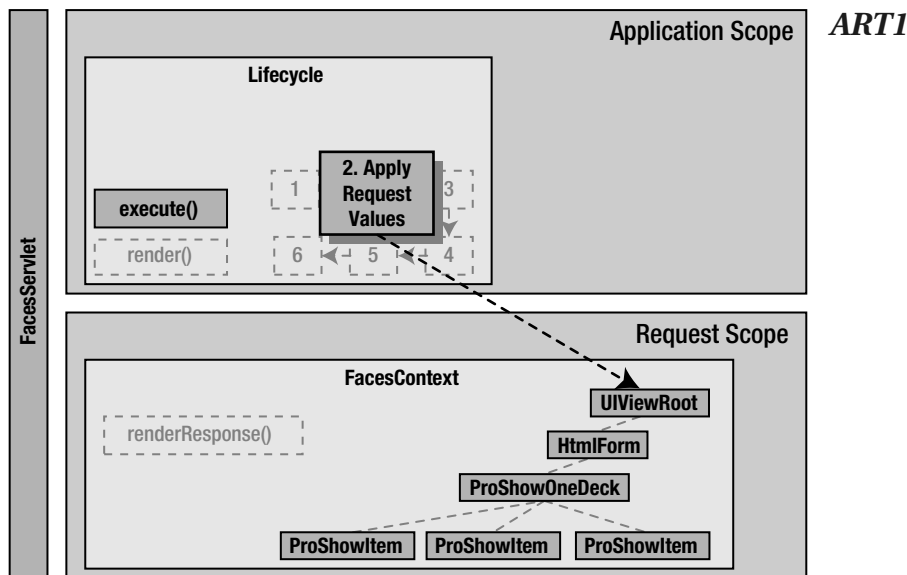 ART1
Application Scope
Lifecycle
2. Apply
Request
Values
1
3
execute()
render()
6
5
4
FacesServlet
Request Scope
FacesContext
UIViewRoot
renderResponse()
HtmlForm
ProShowOneDeck
ProShowItem
ProShowItem
ProShowItem